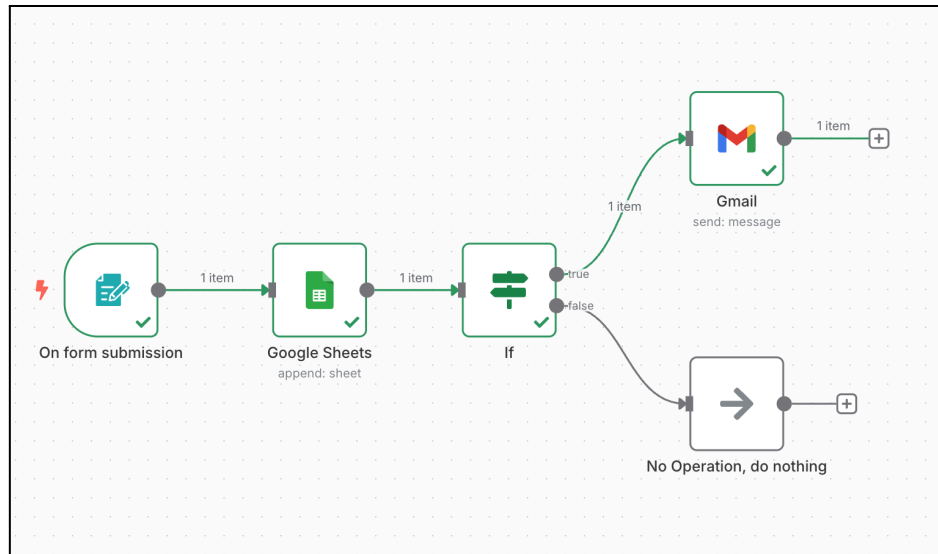 1 item
Gmail
send: message
1 item
1 item
1 item
true
false
On form submission
Google Sheets
append: sheet
If
No Operation, do nothing